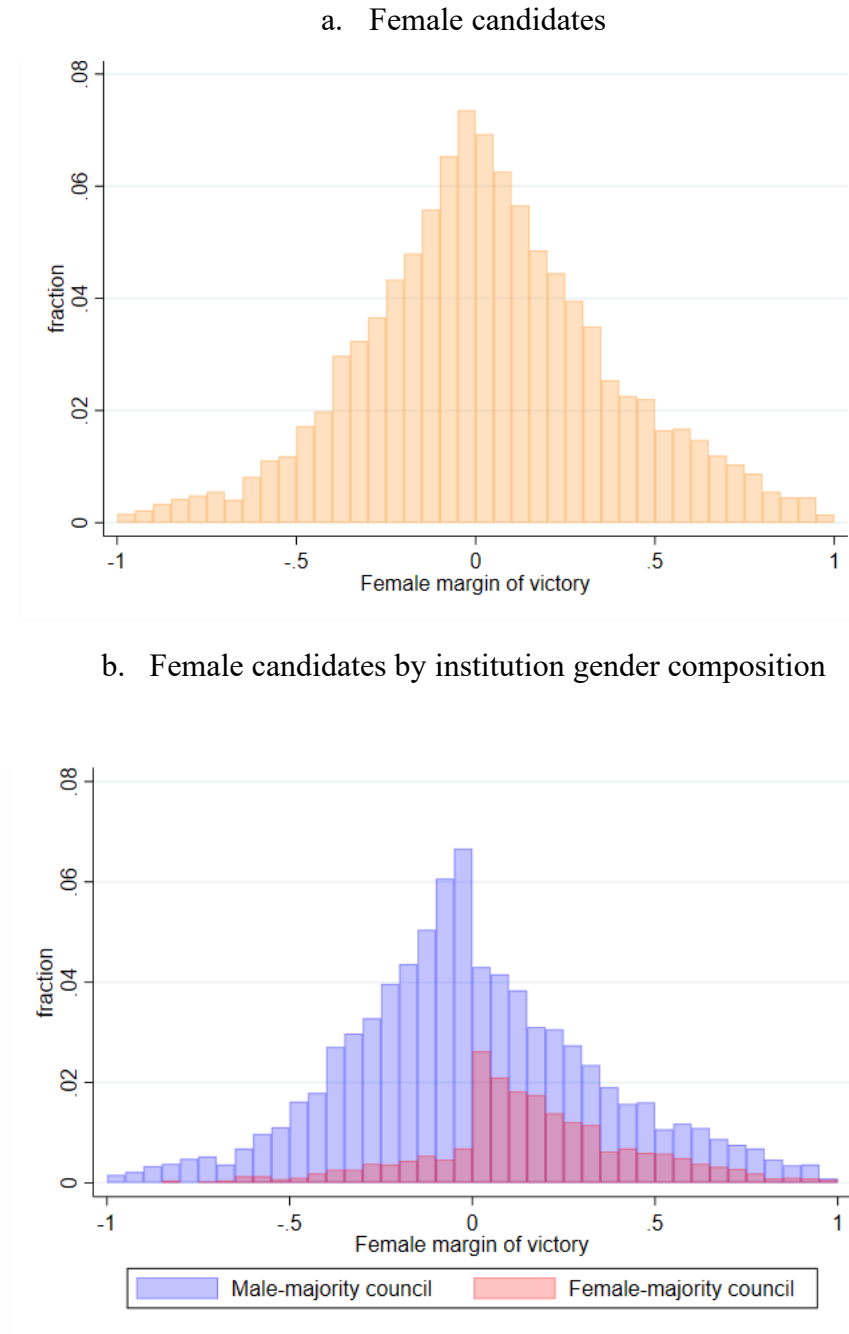 a. Female candidates
.08
.06
.04
.02
0
fraction
-1 -.5 0 .5 1
Female margin of victory
b. Female candidates by institution gender composition
.08
.06
.04
.02
0
fraction
-1 -.5 0 .5 1
Female margin of victory
Male-majority council Female-majority council